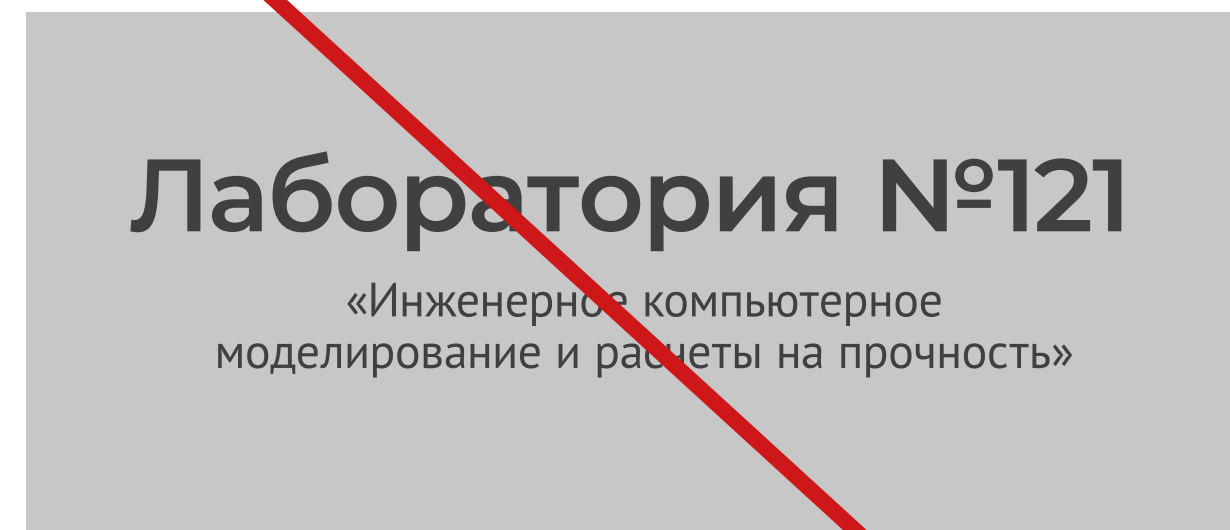 Лаборатория №121
«Инженерное компьютерное
моделирование и расчеты на прочность»